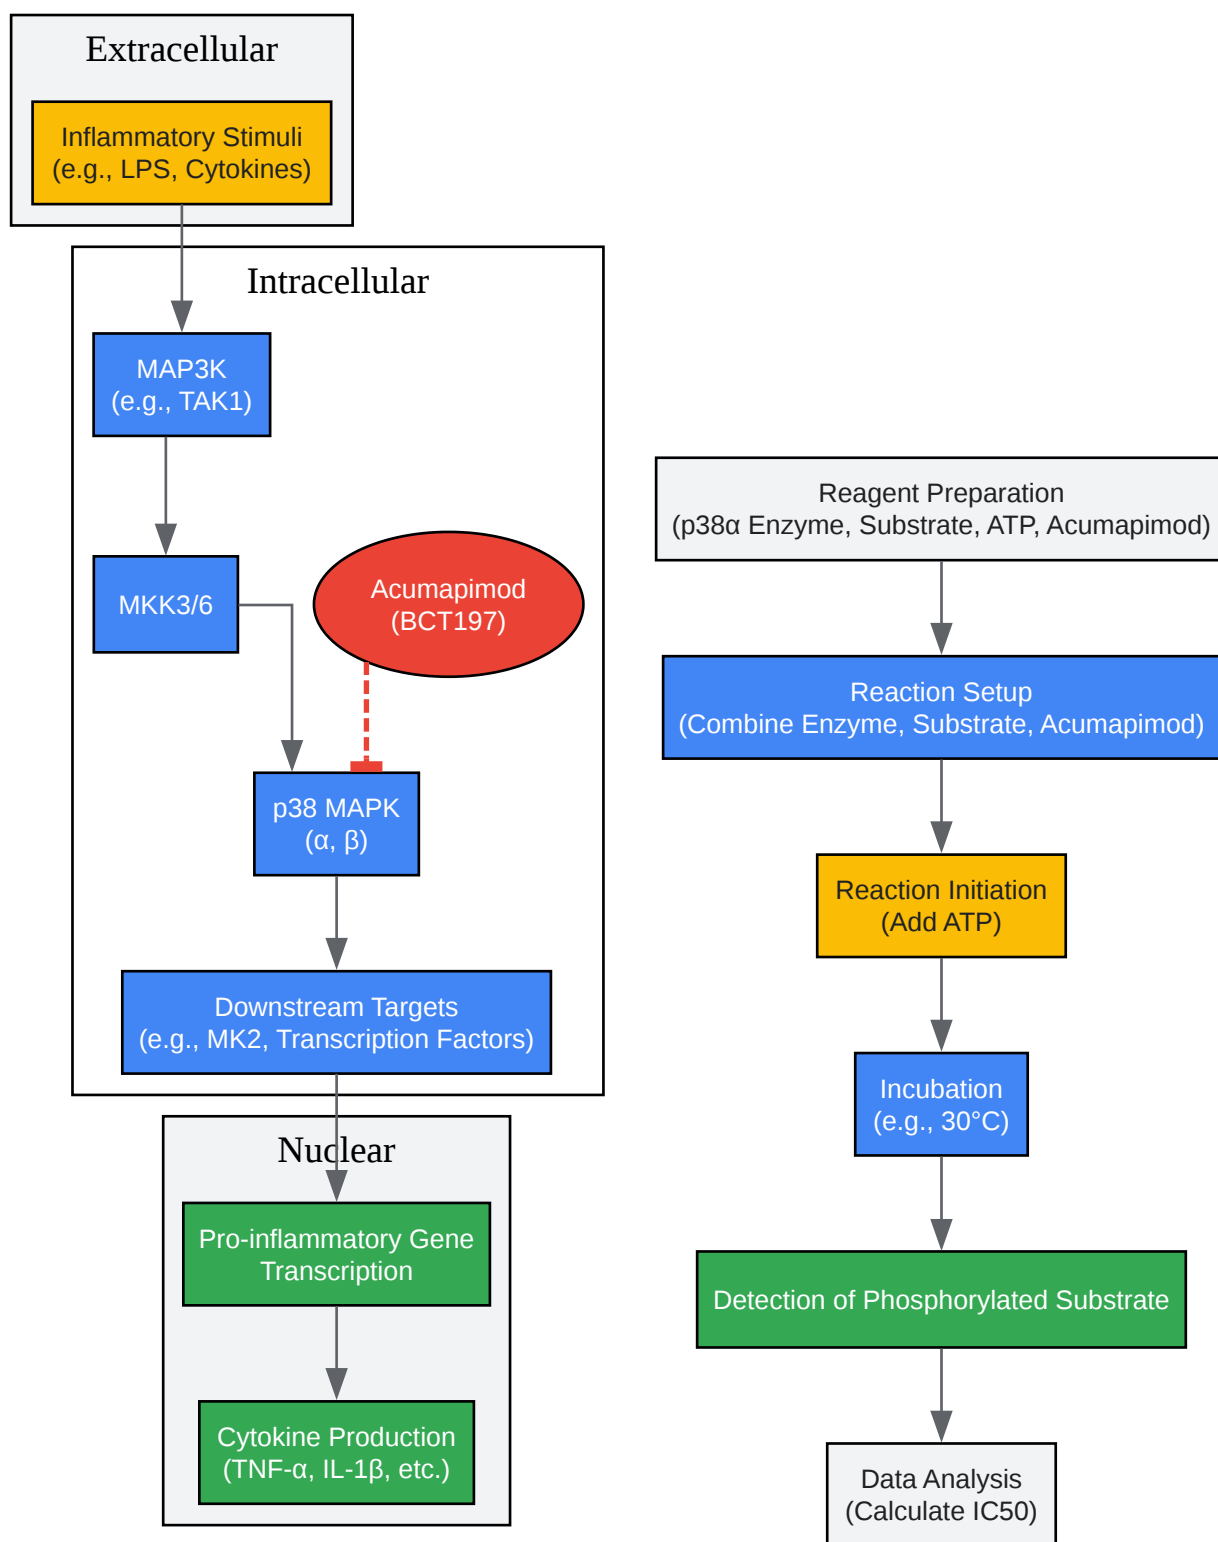 Extracellular
Inflammatory Stimuli
(e.g., LPS, Cytokines)
Intracellular
MAP3K
(e.g., TAK1)
MKK3/6
Acumapimod
(BCT197)
p38 MAPK
(α, β)
Downstream Targets
(e.g., MK2, Transcription Factors)
Nuclear
Pro-inflammatory Gene
Transcription
Cytokine Production
(TNF-α, IL-1β, etc.)
Reagent Preparation
(p38α Enzyme, Substrate, ATP, Acumapimod)
Reaction Setup
(Combine Enzyme, Substrate, Acumapimod)
Reaction Initiation
(Add ATP)
Incubation
(e.g., 30°C)
Detection of Phosphorylated Substrate
Data Analysis
(Calculate IC50)